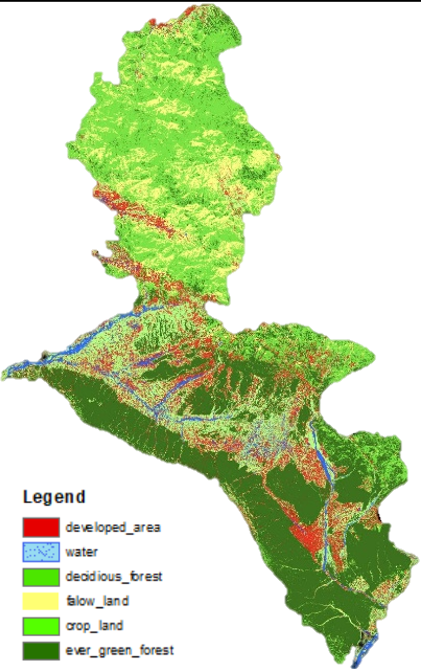 Legend
developed_area
water
decidious_forest
falow_land
crop_land
ever_green_forest